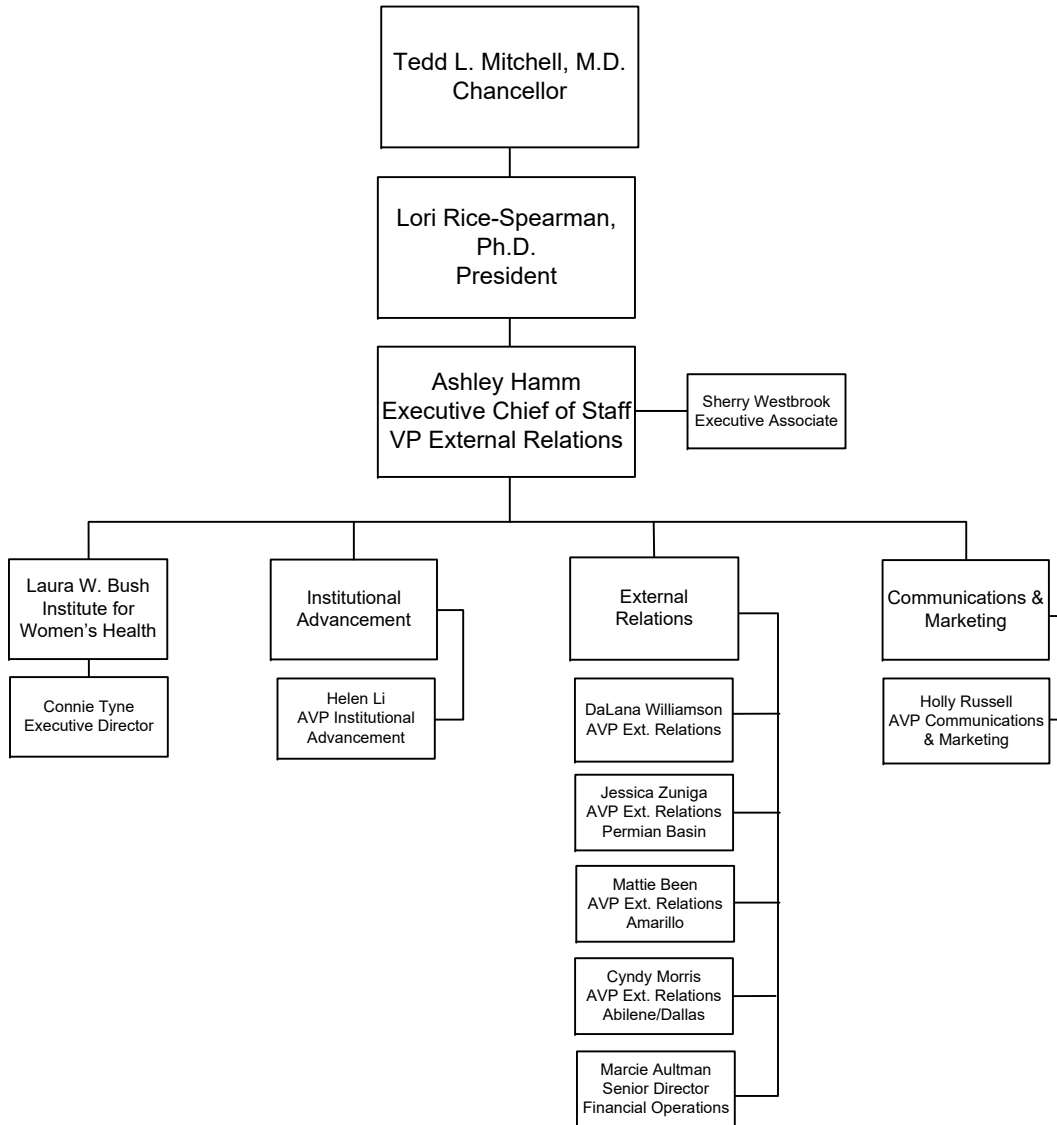 Tedd L. Mitchell, M.D.
Chancellor
Lori Rice-Spearman,
Ph.D.
President
Ashley Hamm
Executive Chief of Staff
VP External Relations
Sherry Westbrook
Executive Associate
Laura W. Bush
Institute for
Women's Health
Connie Tyne
Executive Director
Institutional
Advancement
Helen Li
AVP Institutional
Advancement
External
Relations
DaLana Williamson
AVP Ext. Relations
Jessica Zuniga
AVP Ext. Relations
Permian Basin
Mattie Been
AVP Ext. Relations
Amarillo
Cyndy Morris
AVP Ext. Relations
Abilene/Dallas
Marcie Aultman
Senior Director
Financial Operations
Communications &
Marketing
Holly Russell
AVP Communications
& Marketing